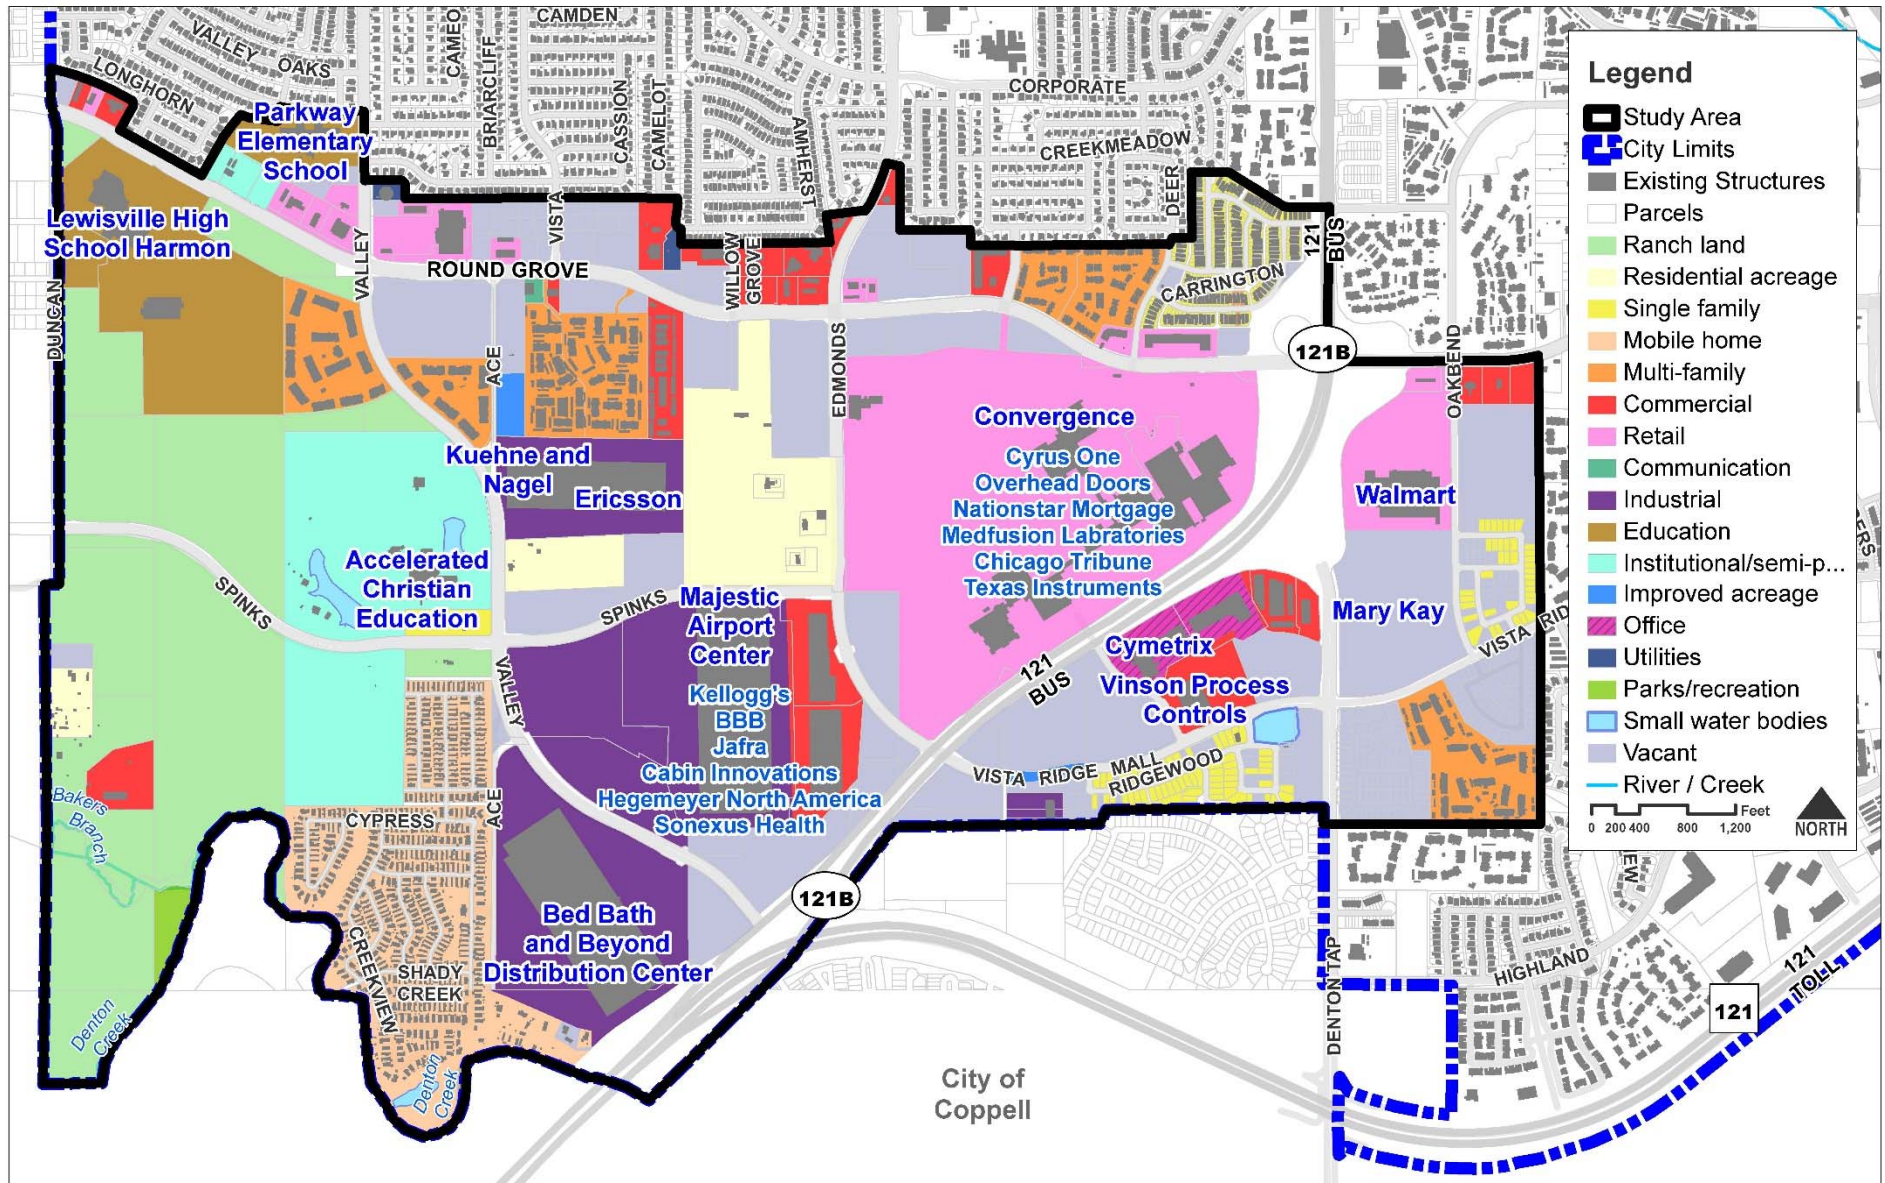 CAMDEN
VALLEY
OAKS
LONGHORN
CAMEO
BRIARCLIFF
CASSION
CAMELOT
AMHERST
CORPORATE
CREEKMEADOW
DEER
Parkway
Elementary
School
Lewisville High
School Harmon
DUNCAN
VALLEY
ROUND GROVE
VISTA
WILLOW
GROVE
EDMONDS
CARRINGTON
121
BUS
121B
OAKBEND
ACE
Kuehne and
Nagel
Ericsson
Convergence
Cyrus One
Overhead Doors
Nationstar Mortgage
Medfusion Labratories
Chicago Tribune
Texas Instruments
Walmart
Accelerated
Christian
Education
SPINKS
SPINKS
Majestic
Airport
Center
Kellogg's
BBB
Jafra
Cabin Innovations
Hegemeyer North America
Sonexus Health
Mary Kay
Cymetrix
Vinson Process
Controls
VISTA RID
121
BUS
VALLEY
VISTA RIDGE MALL
RIDGEWOOD
Bakers
Branch
CYPRESS
ACE
121B
Bed Bath
and Beyond
Distribution Center
CREEKVIEW
SHADY
CREEK
Denton
Creek
Denton
Creek
City of
Coppell
DENTON TAP
HIGHLAND
121
TOLL
121
Legend
Study Area
City Limits
Existing Structures
Parcels
Ranch land
Residential acreage
Single family
Mobile home
Multi-family
Commercial
Retail
Communication
Industrial
Education
Institutional/semi-p...
Improved acreage
Office
Utilities
Parks/recreation
Small water bodies
Vacant
River / Creek
Feet
0 200 400 800 1,200
NORTH